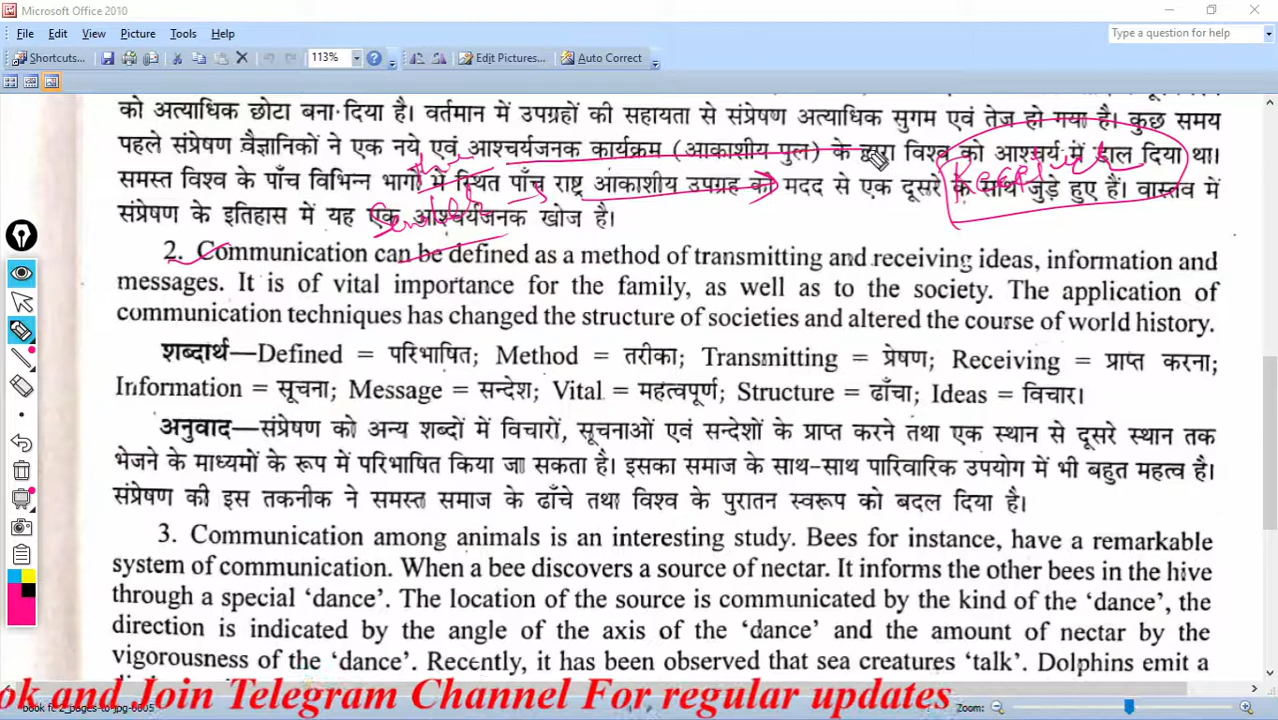 Microsoft Office 2010
File Edit View Picture Tools Help
Type a question for help
Shortcuts... 113% Edit Pictures... Auto Correct
को अत्याधिक छोटा बना दिया है। वर्तमान में उपग्रहों की सहायता से संप्रेषण अत्याधिक सुगम एवं तेज हो गया है। कुछ समय
पहले संप्रेषण वैज्ञानिकों ने एक नये एवं आश्चर्यजनक कार्यक्रम (आकाशीय पुल) के द्वारा विश्व को आश्चर्य में डाल दिया था।
समस्त विश्व के पाँच विभिन्न भागों में स्थित पाँच राष्ट्र आकाशीय उपग्रह की मदद से एक दूसरे के साथ जुड़े हुए हैं। वास्तव में
संप्रेषण के इतिहास में यह एक आश्चर्यजनक खोज है।
2. Communication can be defined as a method of transmitting and receiving ideas, information and
messages. It is of vital importance for the family, as well as to the society. The application of
communication techniques has changed the structure of societies and altered the course of world history.
शब्दार्थ—Defined = परिभाषित; Method = तरीका; Transmitting = प्रेषण; Receiving = प्राप्त करना;
Information = सूचना; Message = सन्देश; Vital = महत्वपूर्ण; Structure = ढाँचा; Ideas = विचार।
अनुवाद—संप्रेषण को अन्य शब्दों में विचारों, सूचनाओं एवं सन्देशों के प्राप्त करने तथा एक स्थान से दूसरे स्थान तक
भेजने के माध्यमों के रूप में परिभाषित किया जा सकता है। इसका समाज के साथ-साथ पारिवारिक उपयोग में भी बहुत महत्व है।
संप्रेषण की इस तकनीक ने समस्त समाज के ढाँचे तथा विश्व के पुरातन स्वरूप को बदल दिया है।
3. Communication among animals is an interesting study. Bees for instance, have a remarkable
system of communication. When a bee discovers a source of nectar. It informs the other bees in the hive
through a special ‘dance’. The location of the source is communicated by the kind of the ‘dance’, the
direction is indicated by the angle of the axis of the ‘dance’ and the amount of nectar by the
vigorousness of the ‘dance’. Recently, it has been observed that sea creatures ‘talk’. Dolphins emit a
ook and Join Telegram Channel For regular updates
Zoom: